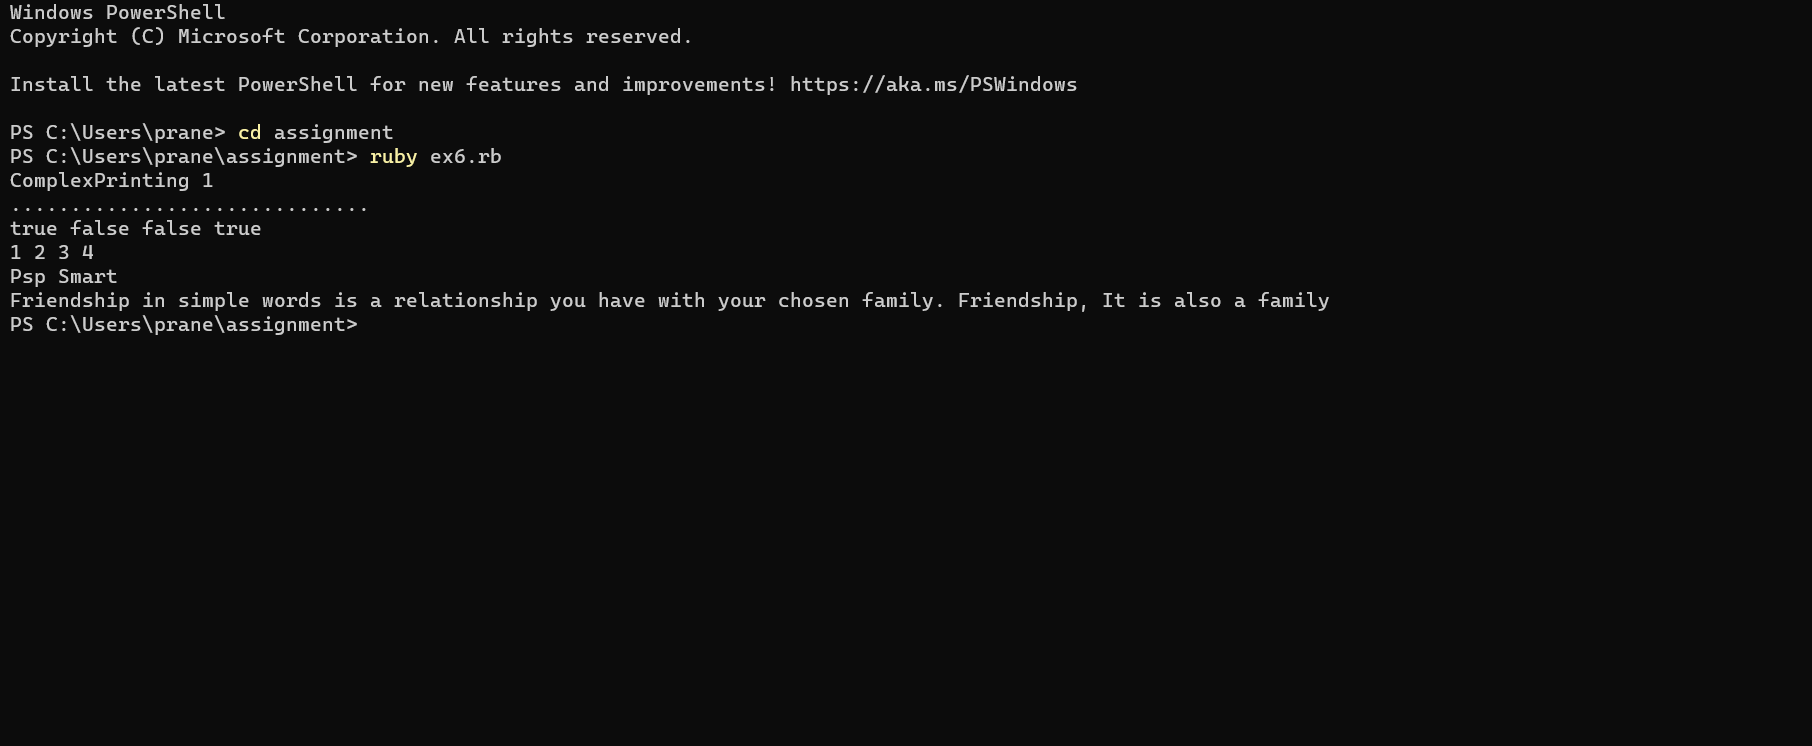 Windows PowerShell
Copyright (C) Microsoft Corporation. All rights reserved.
Install the latest PowerShell for new features and improvements! https://aka.ms/PSWindows
PS C:\Users\prane> cd assignment
PS C:\Users\prane\assignment> ruby ex6.rb
ComplexPrinting 1
..............................
true false false true
1 2 3 4
Psp Smart
Friendship in simple words is a relationship you have with your chosen family. Friendship, It is also a family
PS C:\Users\prane\assignment>